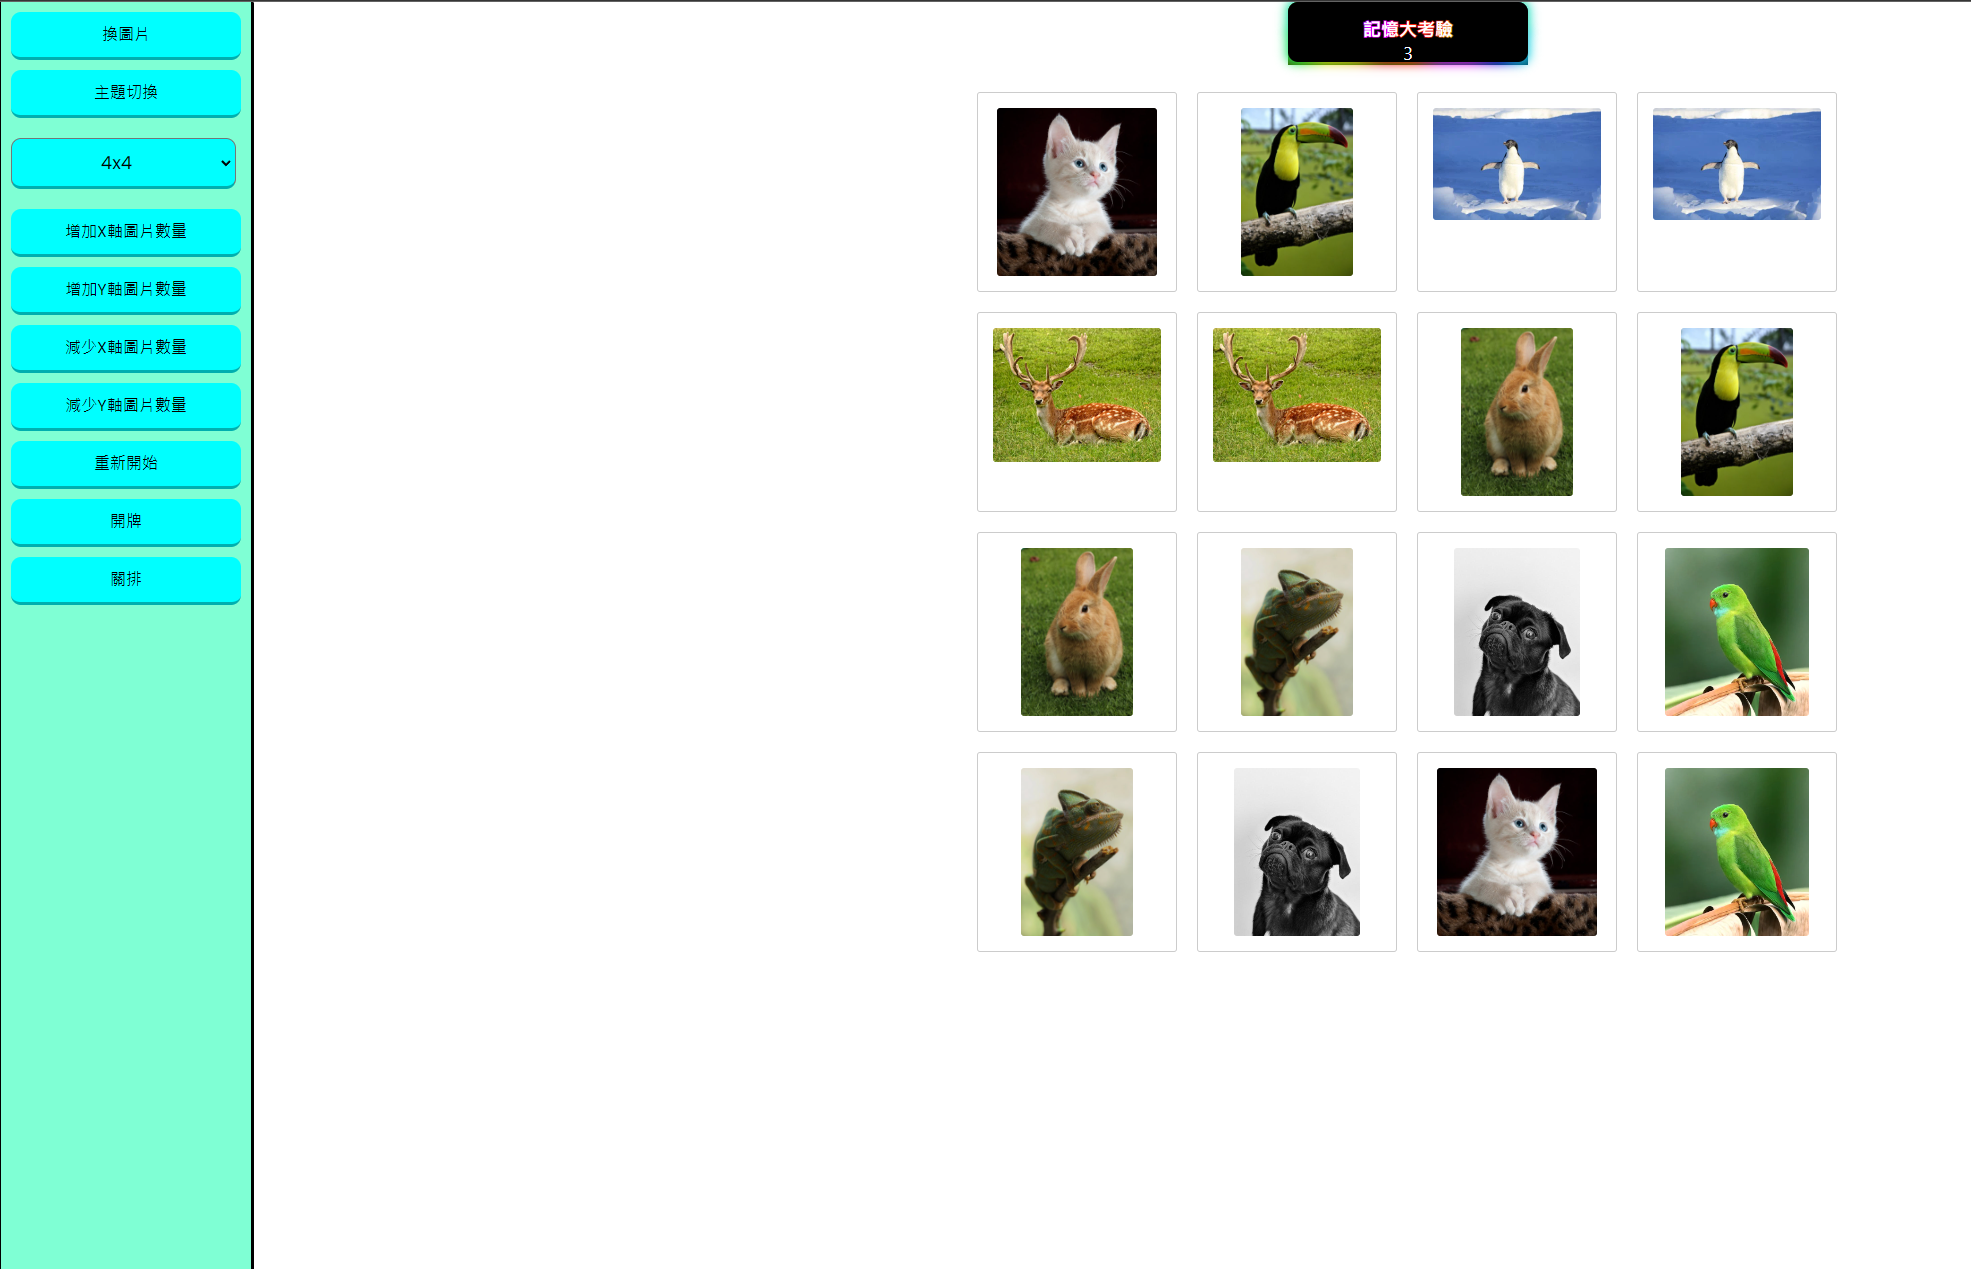 換圖片
主題切換
4x4
增加X軸圖片數量
增加Y軸圖片數量
減少X軸圖片數量
減少Y軸圖片數量
重新開始
開牌
關排
記憶大考驗
3